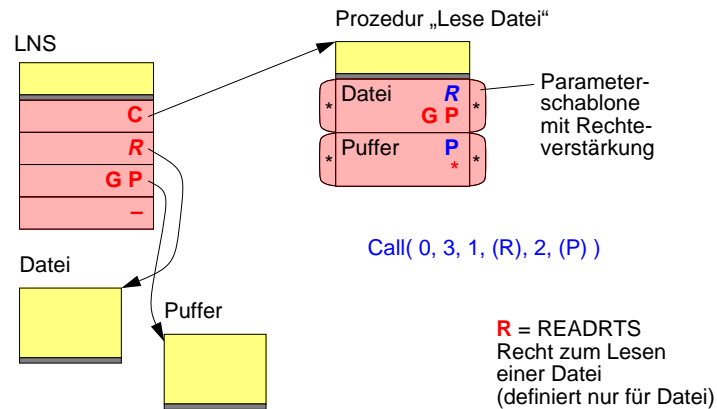 Prozedur „Lese Datei“
LNS
C
R
G P
–
* Datei R *
G P
* Puffer P *
*
Parameter-
schablone
mit Rechte-
verstärkung
Call( 0, 3, 1, (R), 2, (P) )
Datei
Puffer
R = READRTS
Recht zum Lesen
einer Datei
(definiert nur für Datei)